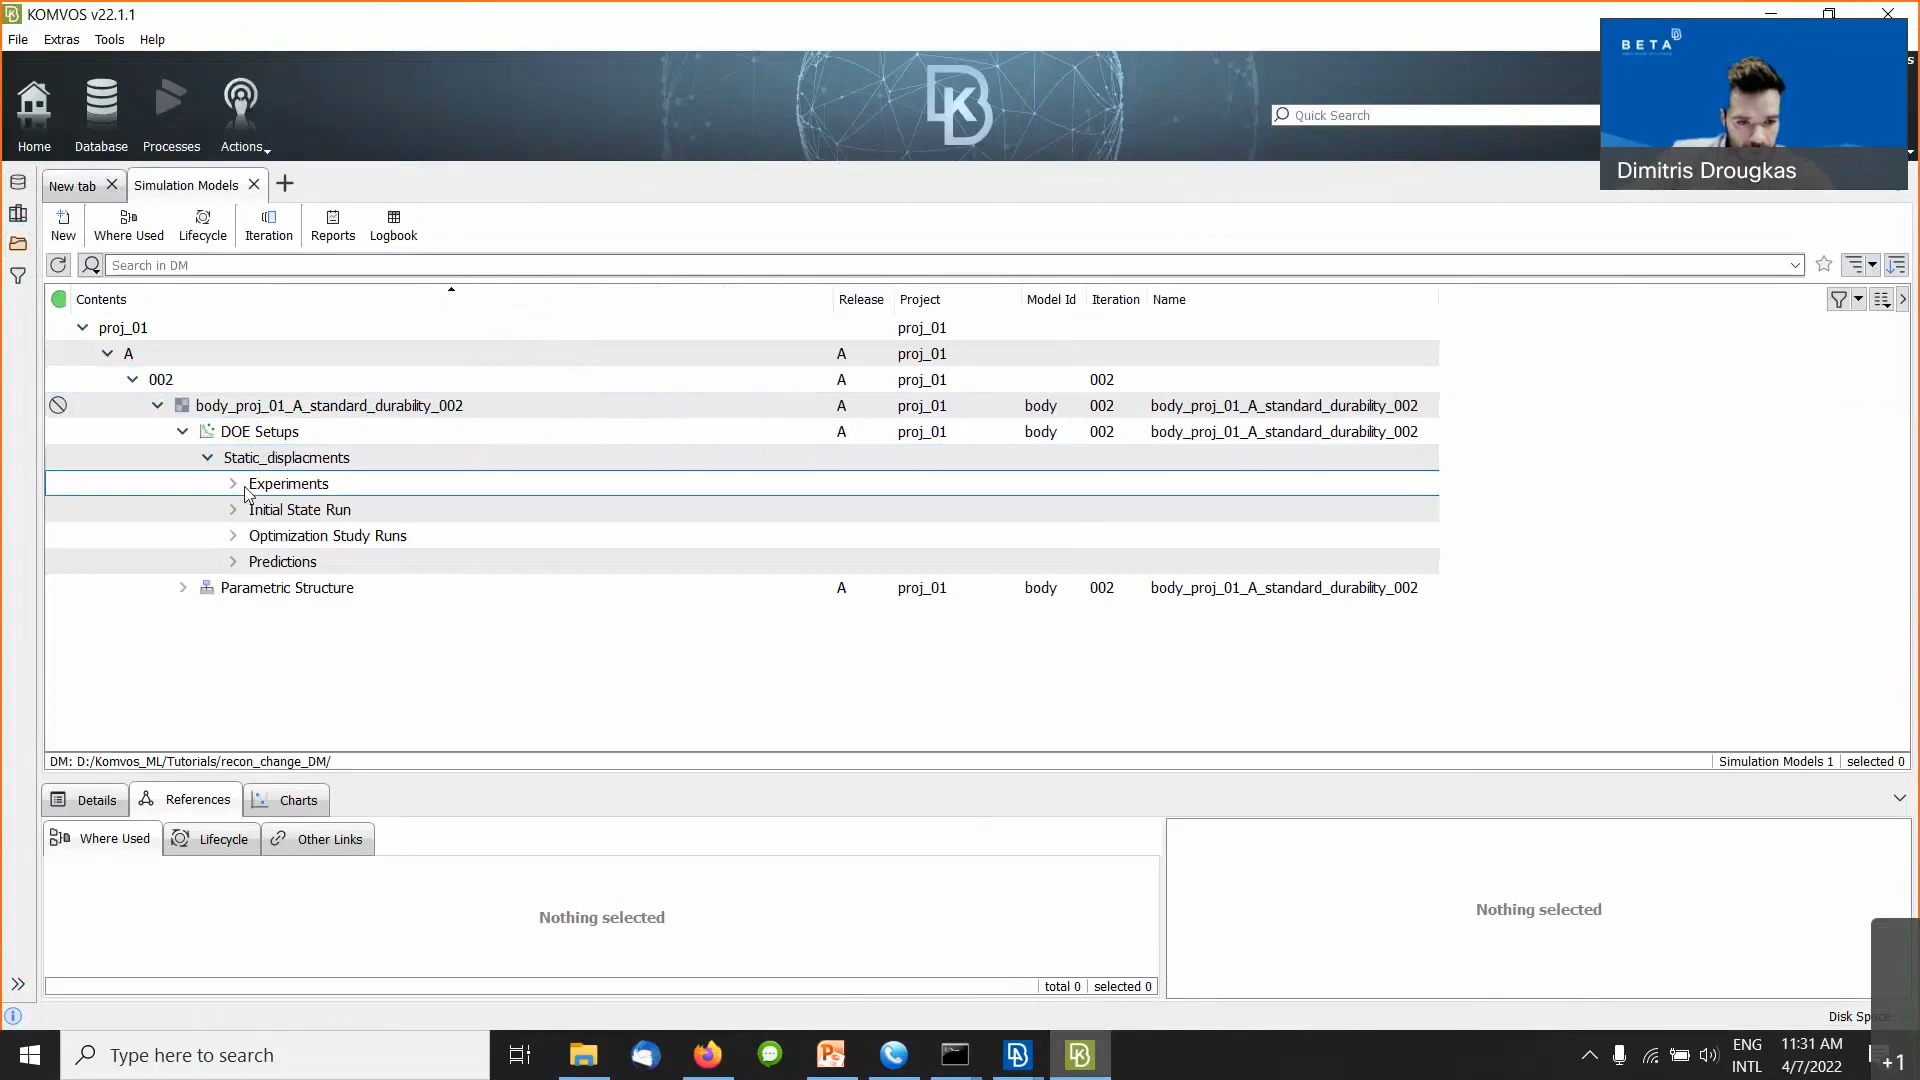 KOMVOS v22.1.1
File Extras Tools Help
BETA
Home Database Processes Actions
Quick Search
Dimitris Drougkas
New tab Simulation Models
New Where Used Lifecycle Iteration Reports Logbook
Search in DM
Contents Release Project Model Id Iteration Name
proj_01 proj_01
A A proj_01
002 A proj_01 002
body_proj_01_A_standard_durability_002 A proj_01 body 002 body_proj_01_A_standard_durability_002
DOE Setups A proj_01 body 002 body_proj_01_A_standard_durability_002
Static_displacments
Experiments
Initial State Run
Optimization Study Runs
Predictions
Parametric Structure A proj_01 body 002 body_proj_01_A_standard_durability_002
DM: D:/Komvos_ML/Tutorials/recon_change_DM/ Simulation Models 1 selected 0
Details References Charts
Where Used Lifecycle Other Links
Nothing selected Nothing selected
total 0 selected 0
Disk
Type here to search
ENG 11:31 AM
INTL 4/7/2022
+1